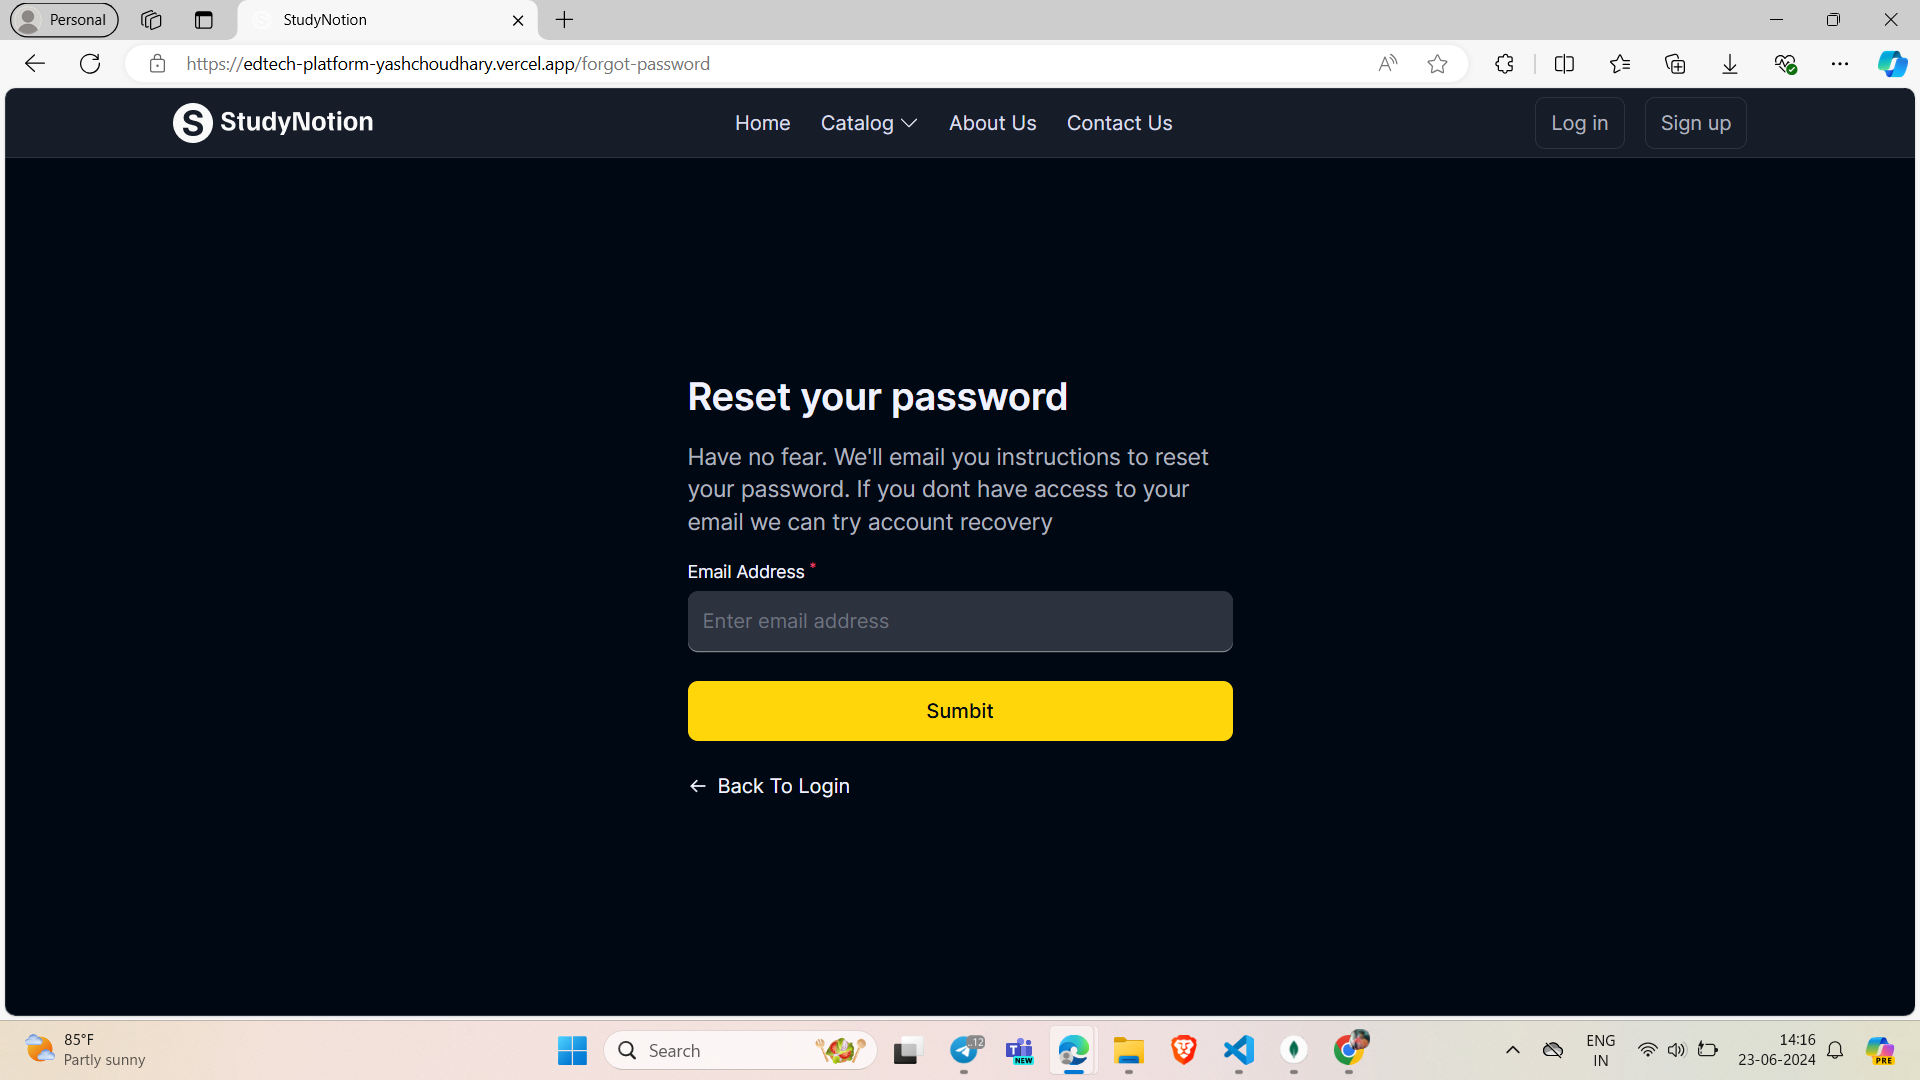 Personal
StudyNotion
https://edtech-platform-yashchoudhary.vercel.app/forgot-password
S StudyNotion
Home Catalog About Us Contact Us
Log in Sign up
Reset your password
Have no fear. We'll email you instructions to reset
your password. If you dont have access to your
email we can try account recovery
Email Address *
Enter email address
Sumbit
← Back To Login
85°F
Partly sunny
Search
..12
NEW
ENG
IN
14:16
23-06-2024
PRE